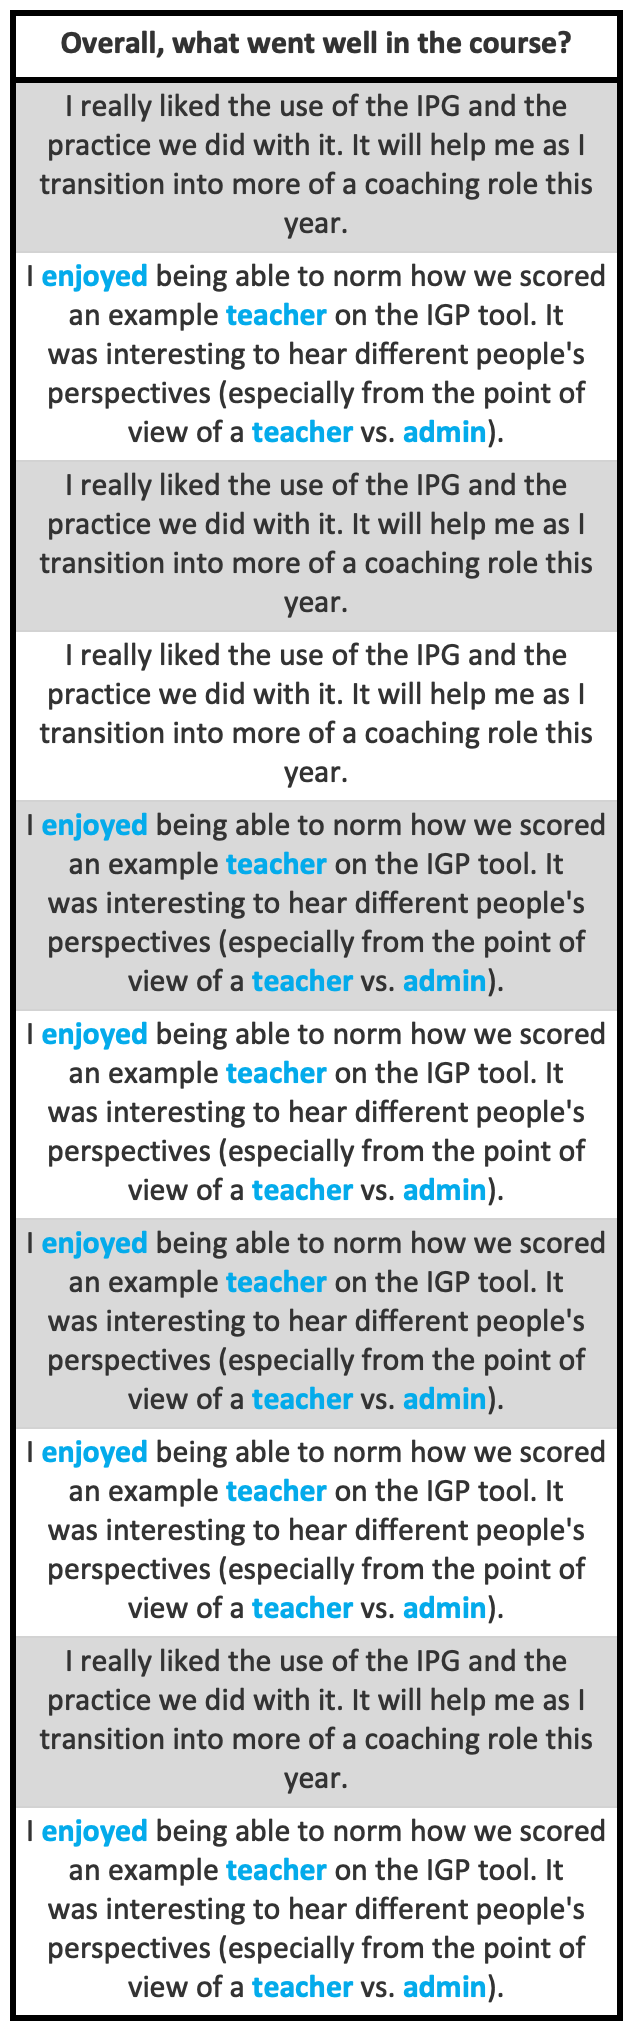 Overall, what went well in the course?
I really liked the use of the IPG and the
practice we did with it. It will help me as I
transition into more of a coaching role this
year.
I enjoyed being able to norm how we scored
an example teacher on the IGP tool. It
was interesting to hear different people's
perspectives (especially from the point of
view of a teacher vs. admin).
I really liked the use of the IPG and the
practice we did with it. It will help me as I
transition into more of a coaching role this
year.
I really liked the use of the IPG and the
practice we did with it. It will help me as I
transition into more of a coaching role this
year.
I enjoyed being able to norm how we scored
an example teacher on the IGP tool. It
was interesting to hear different people's
perspectives (especially from the point of
view of a teacher vs. admin).
I enjoyed being able to norm how we scored
an example teacher on the IGP tool. It
was interesting to hear different people's
perspectives (especially from the point of
view of a teacher vs. admin).
I enjoyed being able to norm how we scored
an example teacher on the IGP tool. It
was interesting to hear different people's
perspectives (especially from the point of
view of a teacher vs. admin).
I enjoyed being able to norm how we scored
an example teacher on the IGP tool. It
was interesting to hear different people's
perspectives (especially from the point of
view of a teacher vs. admin).
I really liked the use of the IPG and the
practice we did with it. It will help me as I
transition into more of a coaching role this
year.
I enjoyed being able to norm how we scored
an example teacher on the IGP tool. It
was interesting to hear different people's
perspectives (especially from the point of
view of a teacher vs. admin).